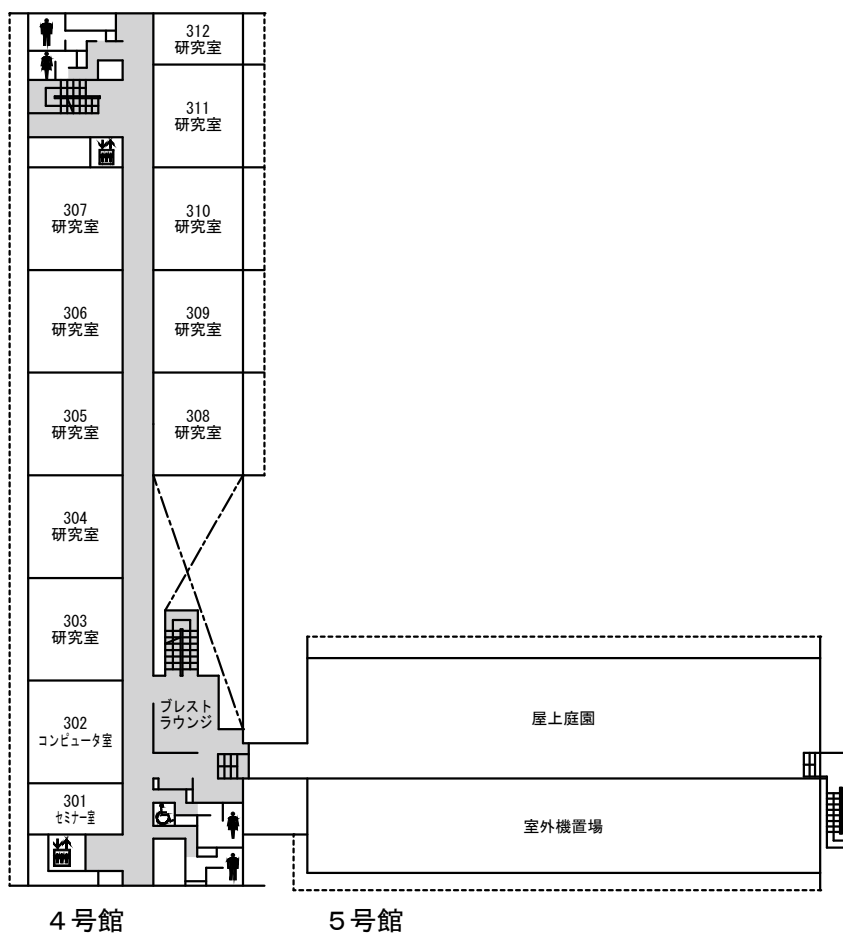 312
研究室
311
研究室
307
研究室
310
研究室
306
研究室
309
研究室
305
研究室
308
研究室
304
研究室
303
研究室
302
コンピュータ室
ブレスト
ラウンジ
屋上庭園
301
セミナー室
室外機置場
4号館
5号館